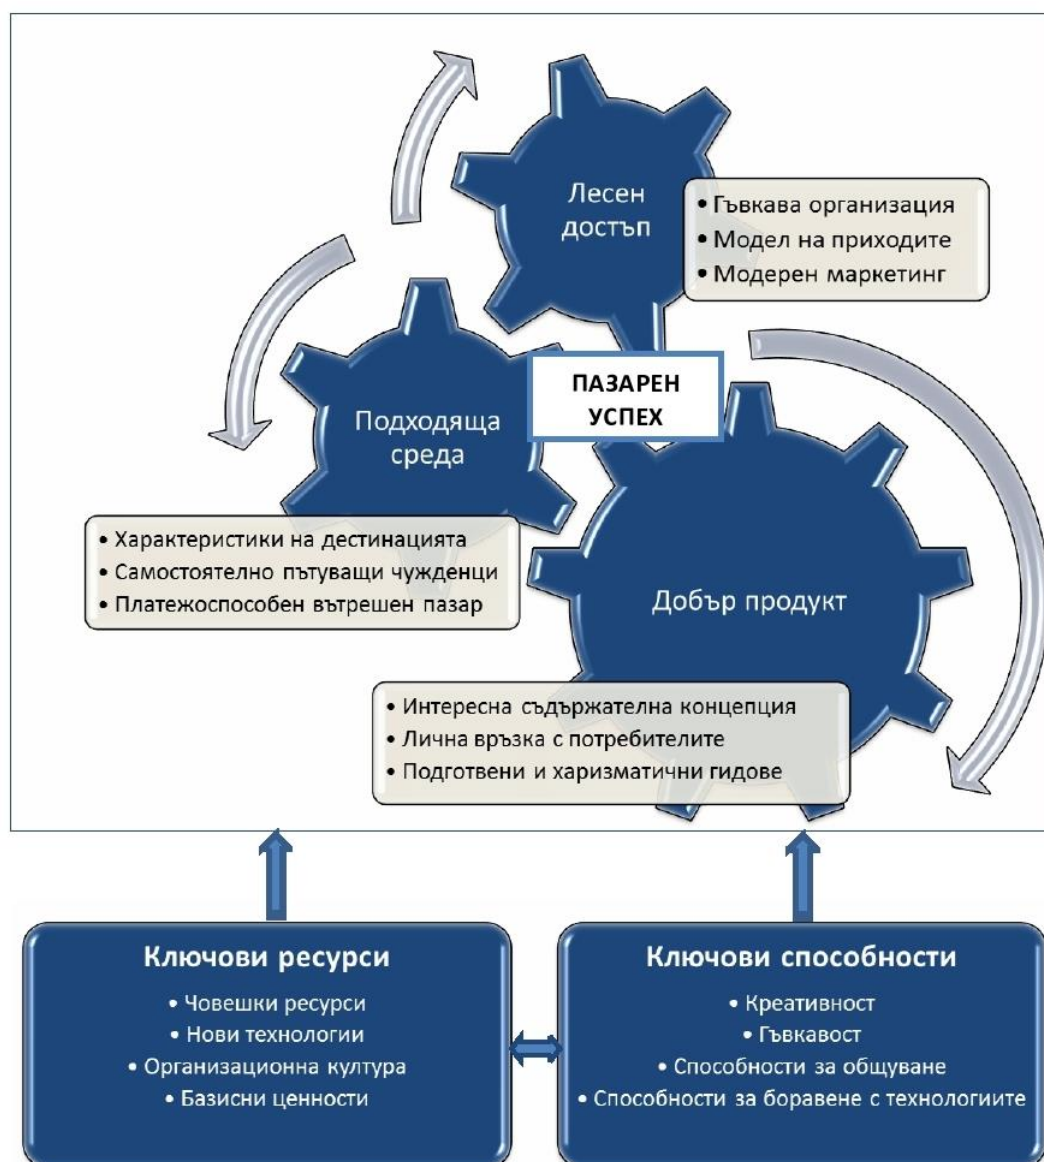 Лесен
достъп
• Гъвкава организация
• Модел на приходите
• Модерен маркетинг
ПАЗАРЕН
УСПЕХ
Подходяща
среда
• Характеристики на дестинацията
• Самостоятелно пътуващи чужденци
• Платежоспособен вътрешен пазар
Добър продукт
• Интересна съдържателна концепция
• Лична връзка с потребителите
• Подготвени и харизматични гидове
Ключови ресурси
• Човешки ресурси
• Нови технологии
• Организационна култура
• Базисни ценности
Ключови способности
• Креативност
• Гъвкавост
• Способности за общуване
• Способности за боравене с технологиите